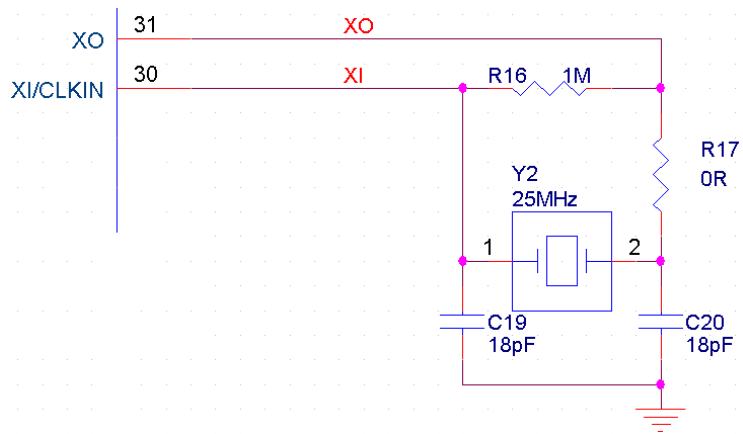 31
XO
XO
30
XI/CLKIN
XI
R16 1M
R17
0R
Y2
25MHz
1
2
C19
18pF
C20
18pF